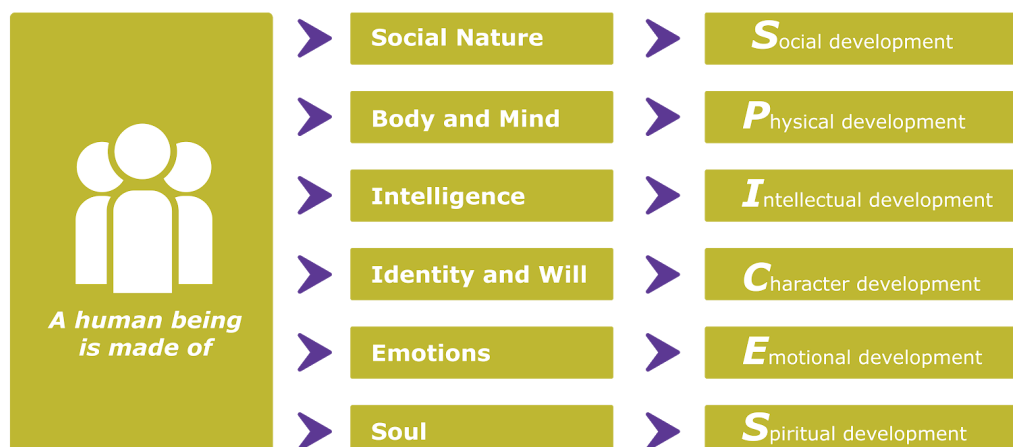 A human being
is made of
Social Nature
Social development
Body and Mind
Physical development
Intelligence
Intellectual development
Identity and Will
Character development
Emotions
Emotional development
Soul
Spiritual development